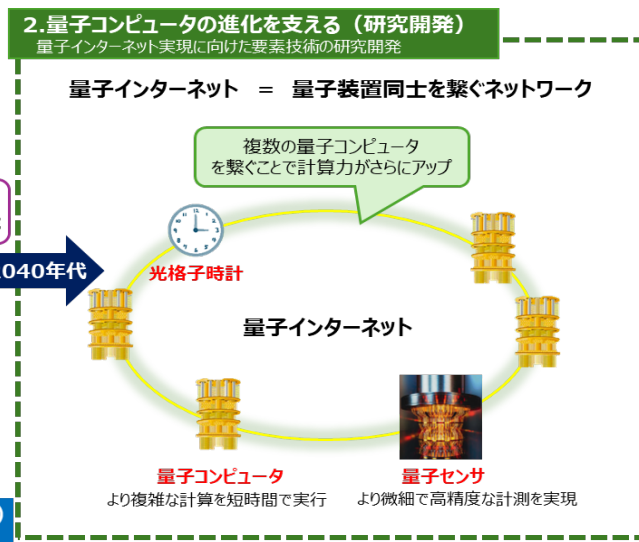 2.量子コンピュータの進化を支える（研究開発）
量子インターネット実現に向けた要素技術の研究開発
量子インターネット ＝ 量子装置同士を繋ぐネットワーク
複数の量子コンピュータ
を繋ぐことで計算力がさらにアップ
光格子時計
040年代
量子インターネット
量子コンピュータ
より複雑な計算を短時間で実行
量子センサ
より微細で高精度な計測を実現